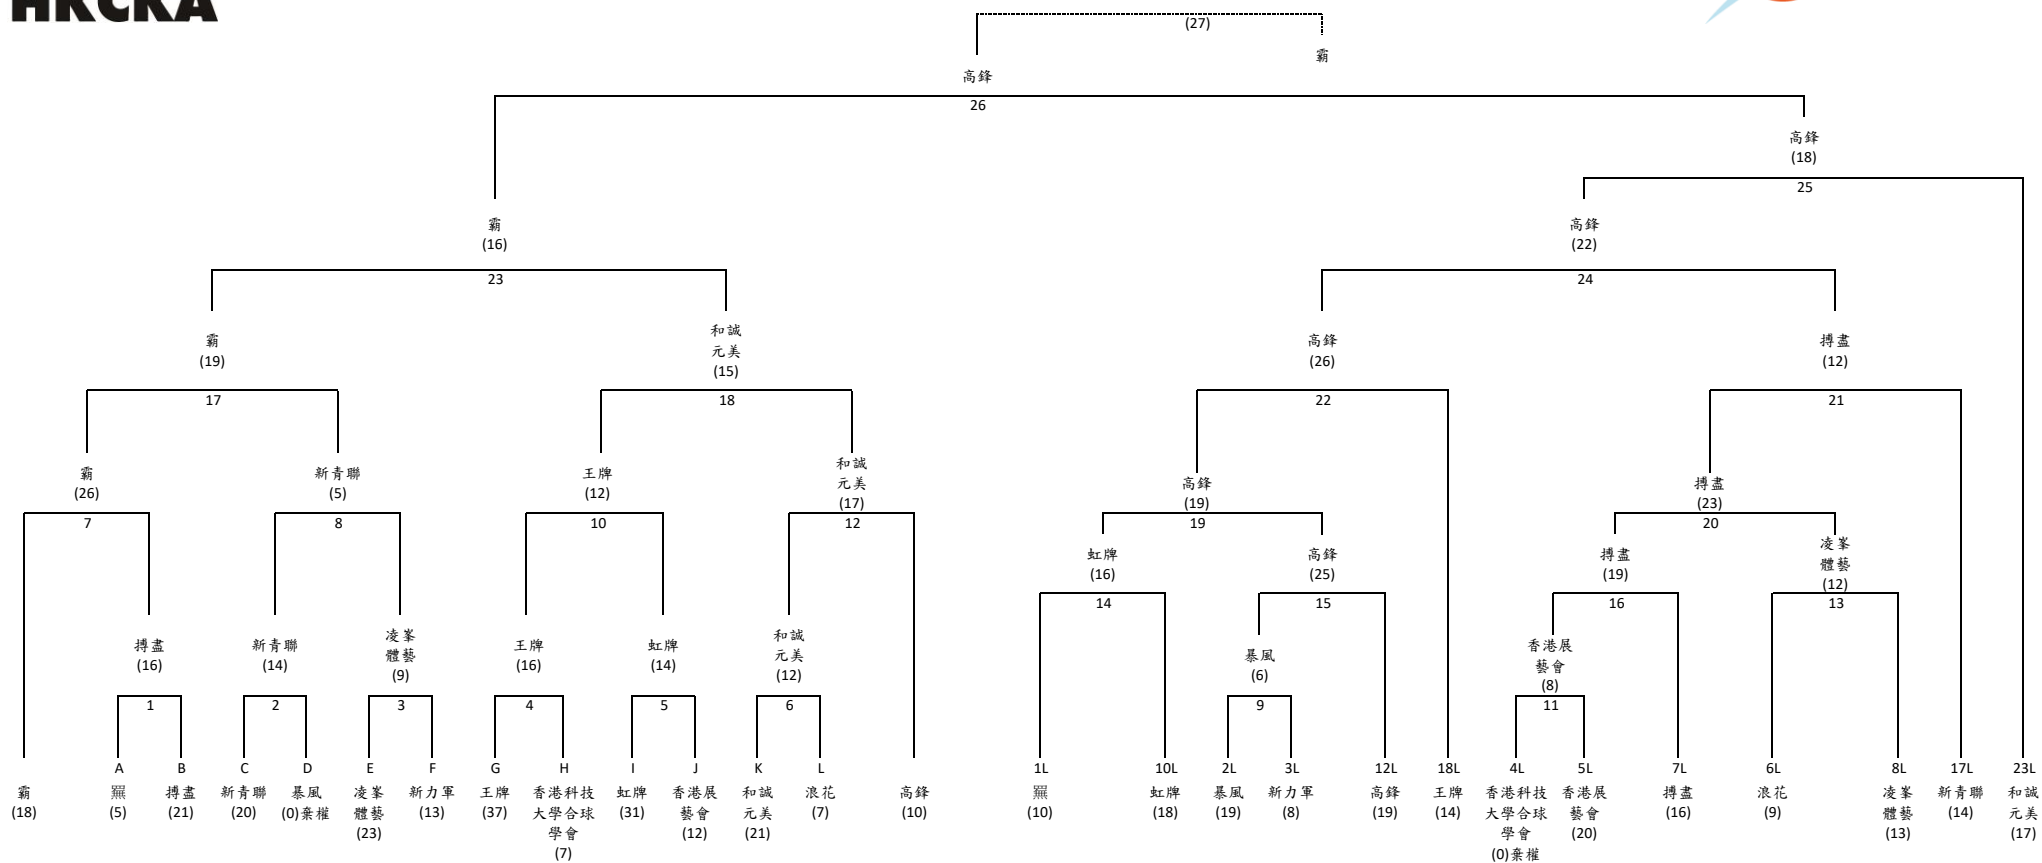 HKCKA
(27)
霸
高鋒
26
高鋒
(18)
25
霸
(16)
高鋒
(22)
23
24
霸
(19)
和誠
元美
(15)
高鋒
(26)
搏盡
(12)
17
18
22
21
霸
(26)
新青聯
(5)
王牌
(12)
和誠
元美
(17)
高鋒
(19)
搏盡
(23)
7
8
10
12
19
20
虹牌
(16)
高鋒
(25)
搏盡
(19)
凌峯
體藝
(12)
14
15
16
13
搏盡
(16)
新青聯
(14)
凌峯
體藝
(9)
王牌
(16)
虹牌
(14)
和誠
元美
(12)
暴風
(6)
香港展
藝會
(8)
1
2
3
4
5
6
9
11
A
B
C
D
E
F
G
H
I
J
K
L
1L
10L
2L
3L
12L
18L
4L
5L
7L
6L
8L
17L
23L
霸
(18)
(5)
搏盡
(21)
新青聯
(20)
暴風
(0)棄權
凌峯
體藝
(23)
新力軍
(13)
王牌
(37)
香港科技
大學合球
學會
(7)
虹牌
(31)
香港展
藝會
(12)
和誠
元美
(21)
浪花
(7)
高鋒
(10)
(10)
虹牌
(18)
暴風
(19)
新力軍
(8)
高鋒
(19)
王牌
(14)
香港科技
大學合球
學會
(0)棄權
香港展
藝會
(20)
搏盡
(16)
浪花
(9)
凌峯
體藝
(13)
新青聯
(14)
和誠
元美
(17)